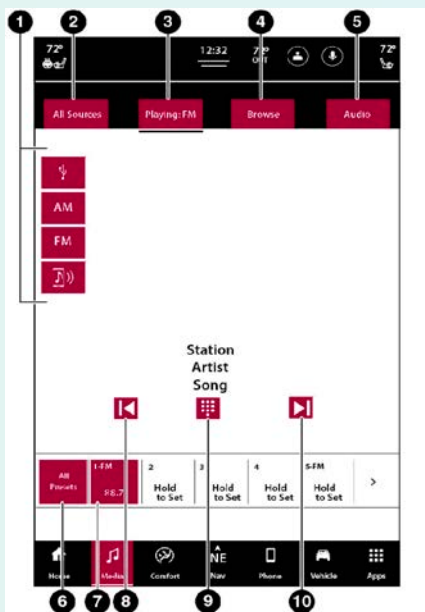 1 2 3 4 5
72° 12:32 72° OUT 72°
All Sources Playing: FM Browse Audio
AM
FM
Station
Artist
Song
All Presets
1-FM 88.7
2 Hold to Set
3 Hold to Set
4 Hold to Set
5-FM Hold to Set
>
Home Media Comfort NE Nav Phone Vehicle Apps
6 7 8 9 10